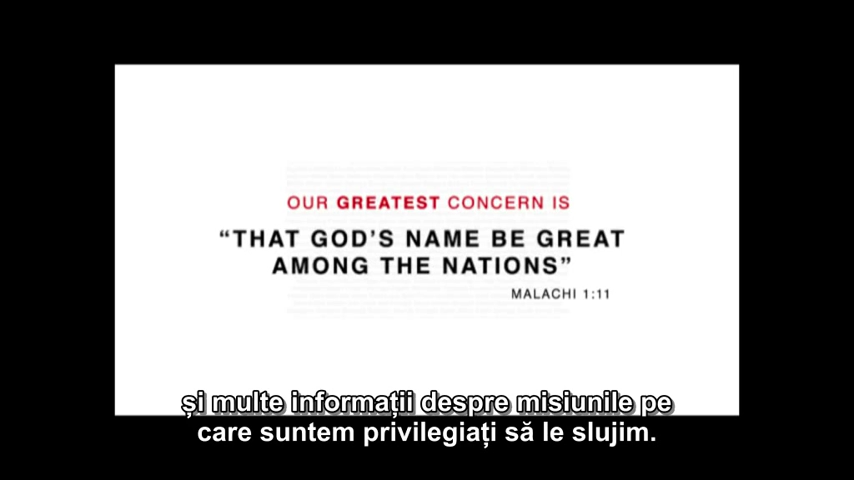 OUR GREATEST CONCERN IS
“THAT GOD’S NAME BE GREAT
AMONG THE NATIONS”
MALACHI 1:11
și multe informații despre misiunile pe
care suntem privilegiați să le slujim.